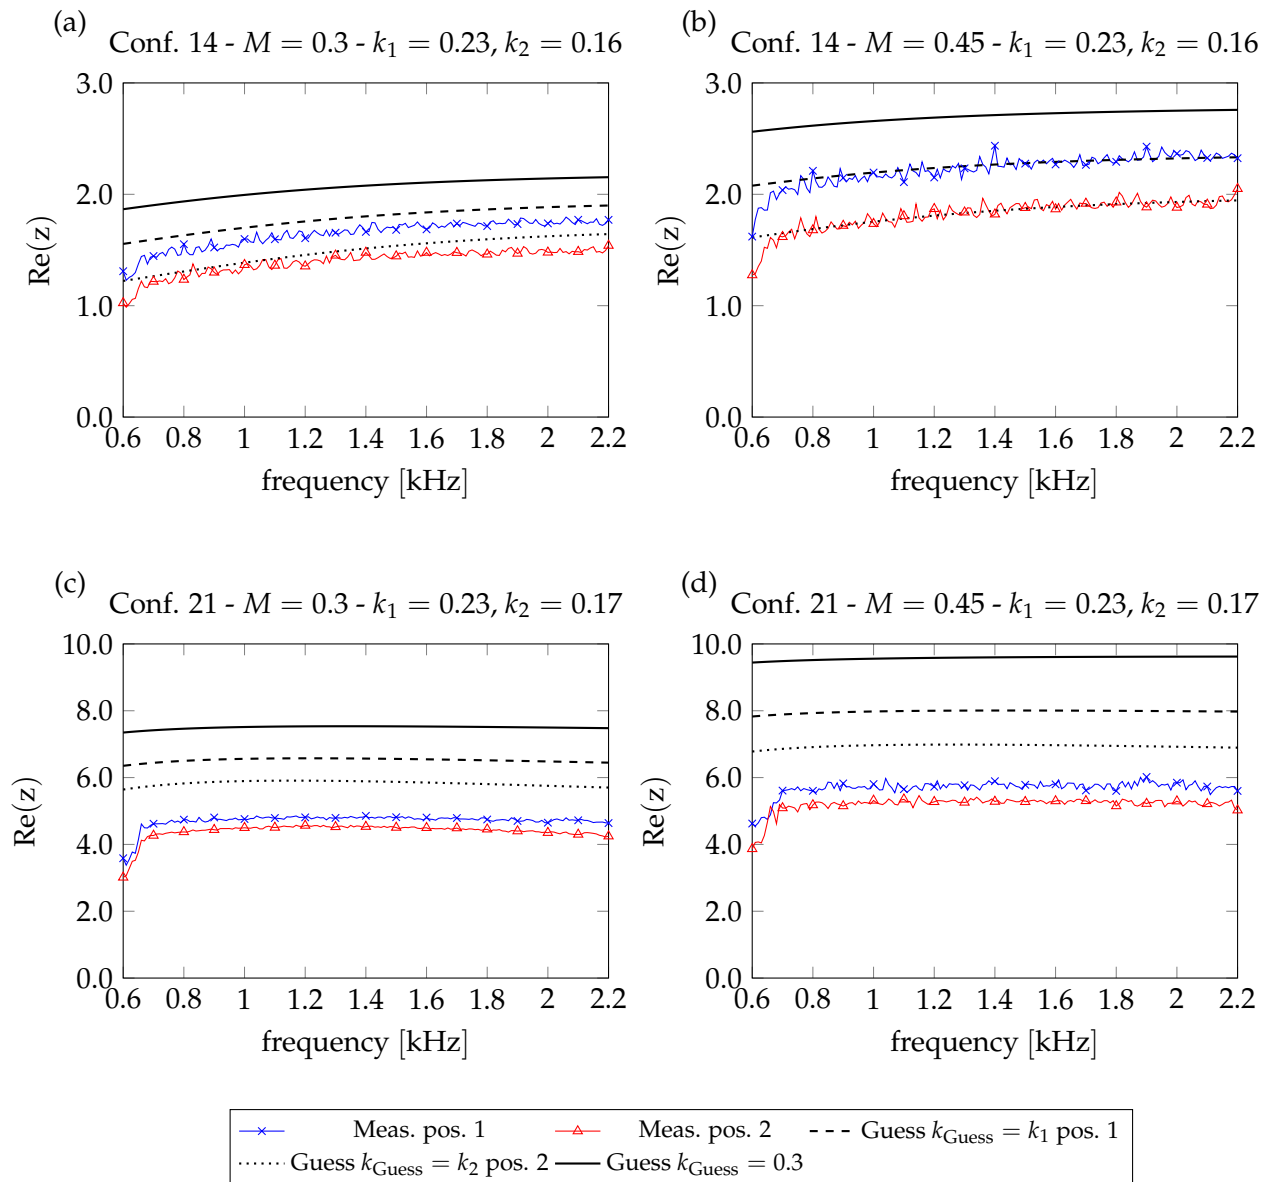 (a)
Conf. 14 - M = 0.3 - k₁ = 0.23, k₂ = 0.16
3.0
2.0
1.0
0.0
Re(z)
0.6 0.8 1 1.2 1.4 1.6 1.8 2 2.2
frequency [kHz]
(b)
Conf. 14 - M = 0.45 - k₁ = 0.23, k₂ = 0.16
3.0
2.0
1.0
0.0
Re(z)
0.6 0.8 1 1.2 1.4 1.6 1.8 2 2.2
frequency [kHz]
(c)
Conf. 21 - M = 0.3 - k₁ = 0.23, k₂ = 0.17
10.0
8.0
6.0
4.0
2.0
0.0
Re(z)
0.6 0.8 1 1.2 1.4 1.6 1.8 2 2.2
frequency [kHz]
(d)
Conf. 21 - M = 0.45 - k₁ = 0.23, k₂ = 0.17
10.0
8.0
6.0
4.0
2.0
0.0
Re(z)
0.6 0.8 1 1.2 1.4 1.6 1.8 2 2.2
frequency [kHz]
Meas. pos. 1 Meas. pos. 2 Guess k_Guess = k₁ pos. 1
Guess k_Guess = k₂ pos. 2 Guess k_Guess = 0.3